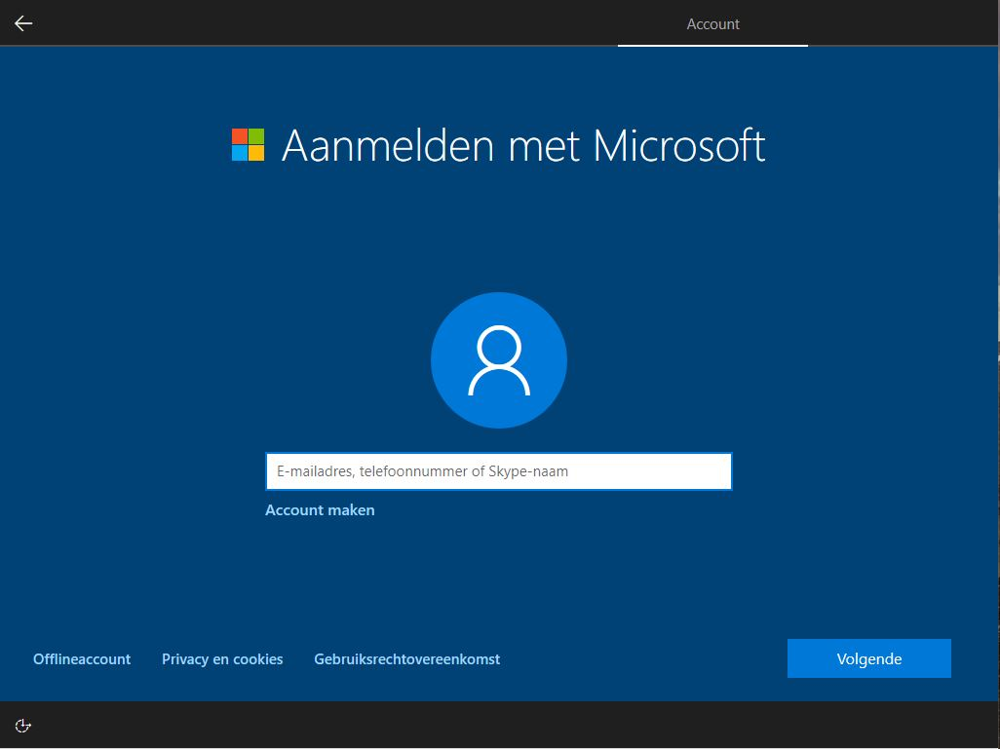 Account
Aanmelden met Microsoft
E-mailadres, telefoonnummer of Skype-naam
Account maken
Offlineaccount Privacy en cookies Gebruiksrechtovereenkomst Volgende